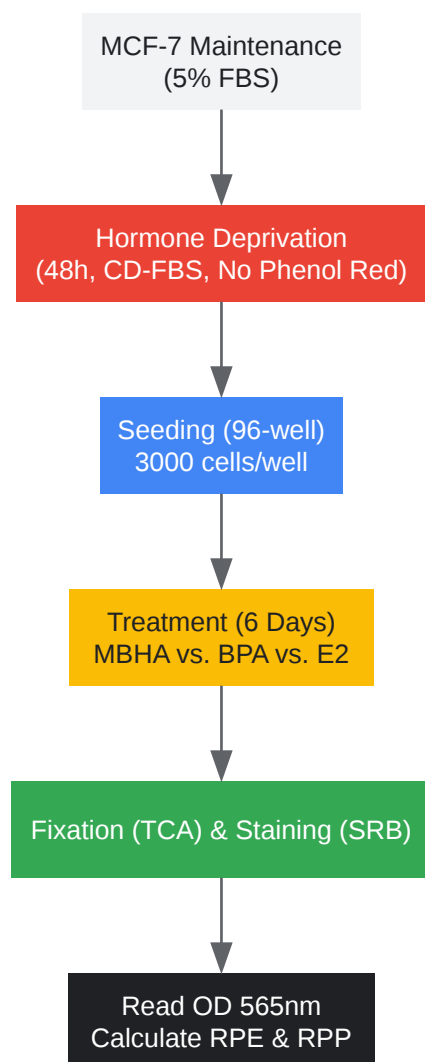 MCF-7 Maintenance
(5% FBS)
Hormone Deprivation
(48h, CD-FBS, No Phenol Red)
Seeding (96-well)
3000 cells/well
Treatment (6 Days)
MBHA vs. BPA vs. E2
Fixation (TCA) & Staining (SRB)
Read OD 565nm
Calculate RPE & RPP